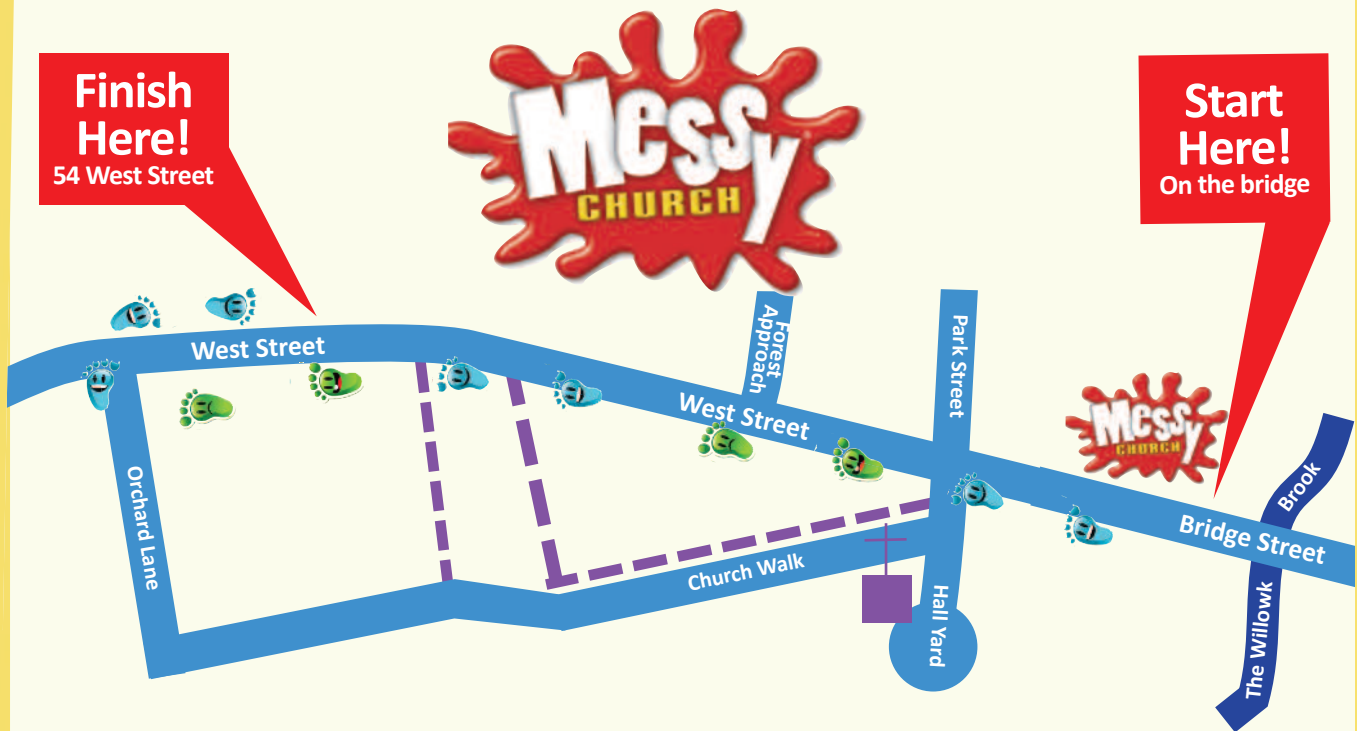 Finish
Here!
54 West Street
Messy
CHURCH
Start
Here!
On the bridge
West Street
Forest
Approach
Park Street
West Street
Messy
CHURCH
Bridge Street
Brook
Orchard Lane
Church Walk
Hall Yard
The Willowk